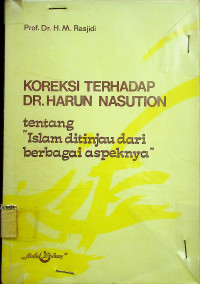 Prof. Dr. H. M. Rasjidi
KOREKSI TERHADAP
DR. HARUN NASUTION
tentang
"Islam ditinjau dari
berbagai aspeknya"